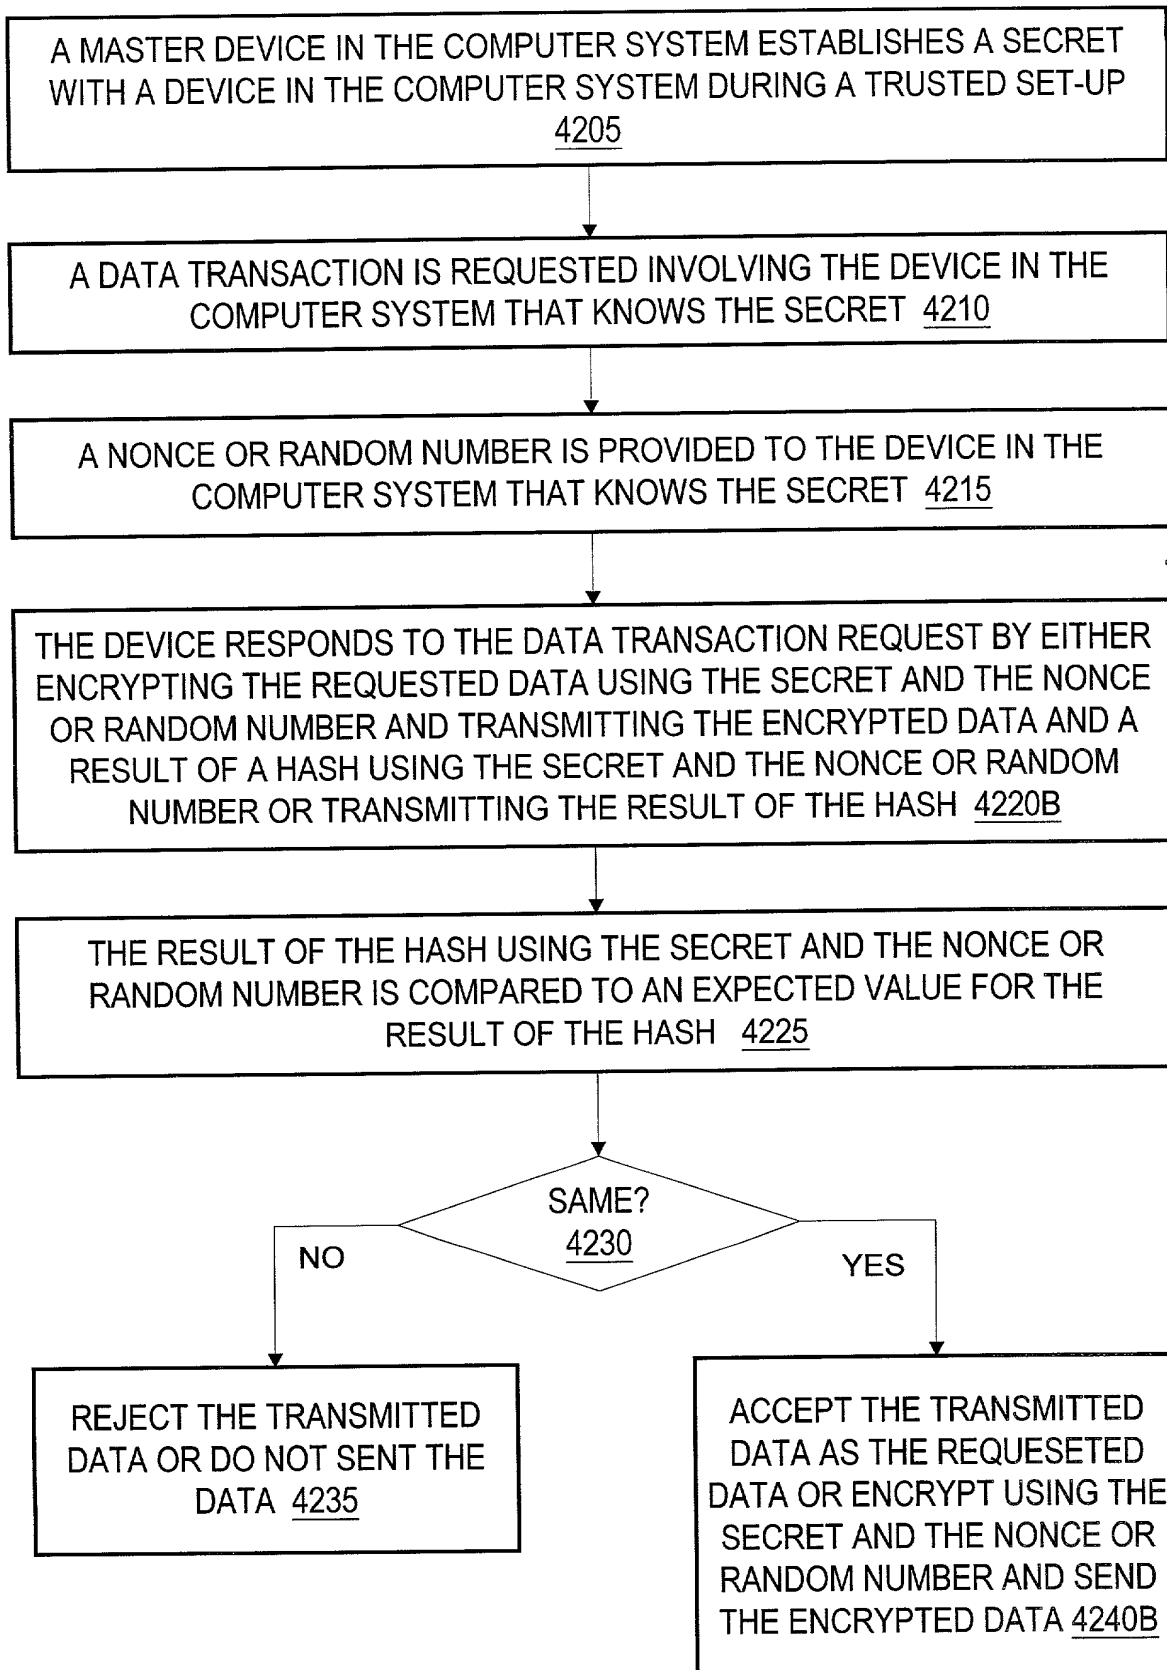 A MASTER DEVICE IN THE COMPUTER SYSTEM ESTABLISHES A SECRET
WITH A DEVICE IN THE COMPUTER SYSTEM DURING A TRUSTED SET-UP
4205
A DATA TRANSACTION IS REQUESTED INVOLVING THE DEVICE IN THE
COMPUTER SYSTEM THAT KNOWS THE SECRET 4210
A NONCE OR RANDOM NUMBER IS PROVIDED TO THE DEVICE IN THE
COMPUTER SYSTEM THAT KNOWS THE SECRET 4215
THE DEVICE RESPONDS TO THE DATA TRANSACTION REQUEST BY EITHER
ENCRYPTING THE REQUESTED DATA USING THE SECRET AND THE NONCE
OR RANDOM NUMBER AND TRANSMITTING THE ENCRYPTED DATA AND A
RESULT OF A HASH USING THE SECRET AND THE NONCE OR RANDOM
NUMBER OR TRANSMITTING THE RESULT OF THE HASH 4220B
THE RESULT OF THE HASH USING THE SECRET AND THE NONCE OR
RANDOM NUMBER IS COMPARED TO AN EXPECTED VALUE FOR THE
RESULT OF THE HASH 4225
SAME?
4230
NO
YES
REJECT THE TRANSMITTED
DATA OR DO NOT SENT THE
DATA 4235
ACCEPT THE TRANSMITTED
DATA AS THE REQUESETED
DATA OR ENCRYPT USING THE
SECRET AND THE NONCE OR
RANDOM NUMBER AND SEND
THE ENCRYPTED DATA 4240B